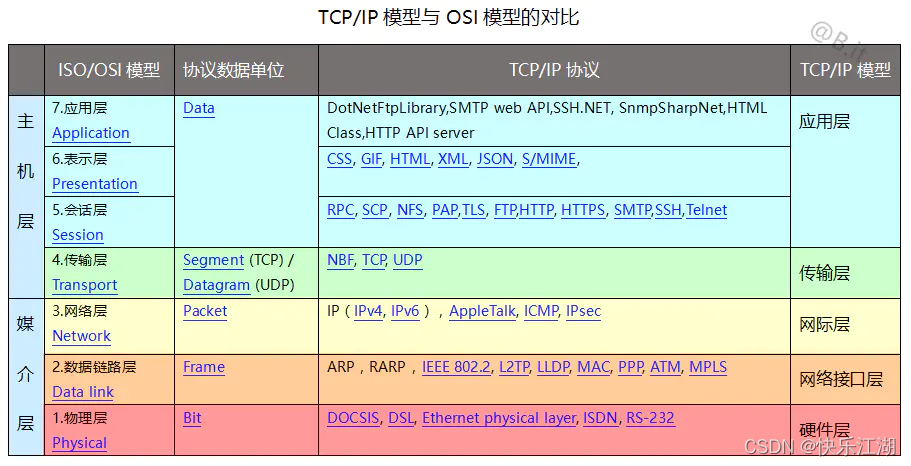 TCP/IP 模型与 OSI 模型的对比
@B.it
ISO/OSI 模型 协议数据单位 TCP/IP 协议 TCP/IP 模型
主机层
7.应用层
Application
Data
DotNetFtpLibrary,SMTP web API,SSH.NET, SnmpSharpNet,HTML
Class,HTTP API server
应用层
6.表示层
Presentation
CSS, GIF, HTML, XML, JSON, S/MIME,
5.会话层
Session
RPC, SCP, NFS, PAP,TLS, FTP,HTTP, HTTPS, SMTP,SSH,Telnet
4.传输层
Transport
Segment (TCP) /
Datagram (UDP)
NBF, TCP, UDP
传输层
媒介层
3.网络层
Network
Packet
IP ( IPv4, IPv6 ) , AppleTalk, ICMP, IPsec
网际层
2.数据链路层
Data link
Frame
ARP , RARP , IEEE 802.2, L2TP, LLDP, MAC, PPP, ATM, MPLS
网络接口层
1.物理层
Physical
Bit
DOCSIS, DSL, Ethernet physical layer, ISDN, RS-232
硬件层
CSDN @快乐江湖